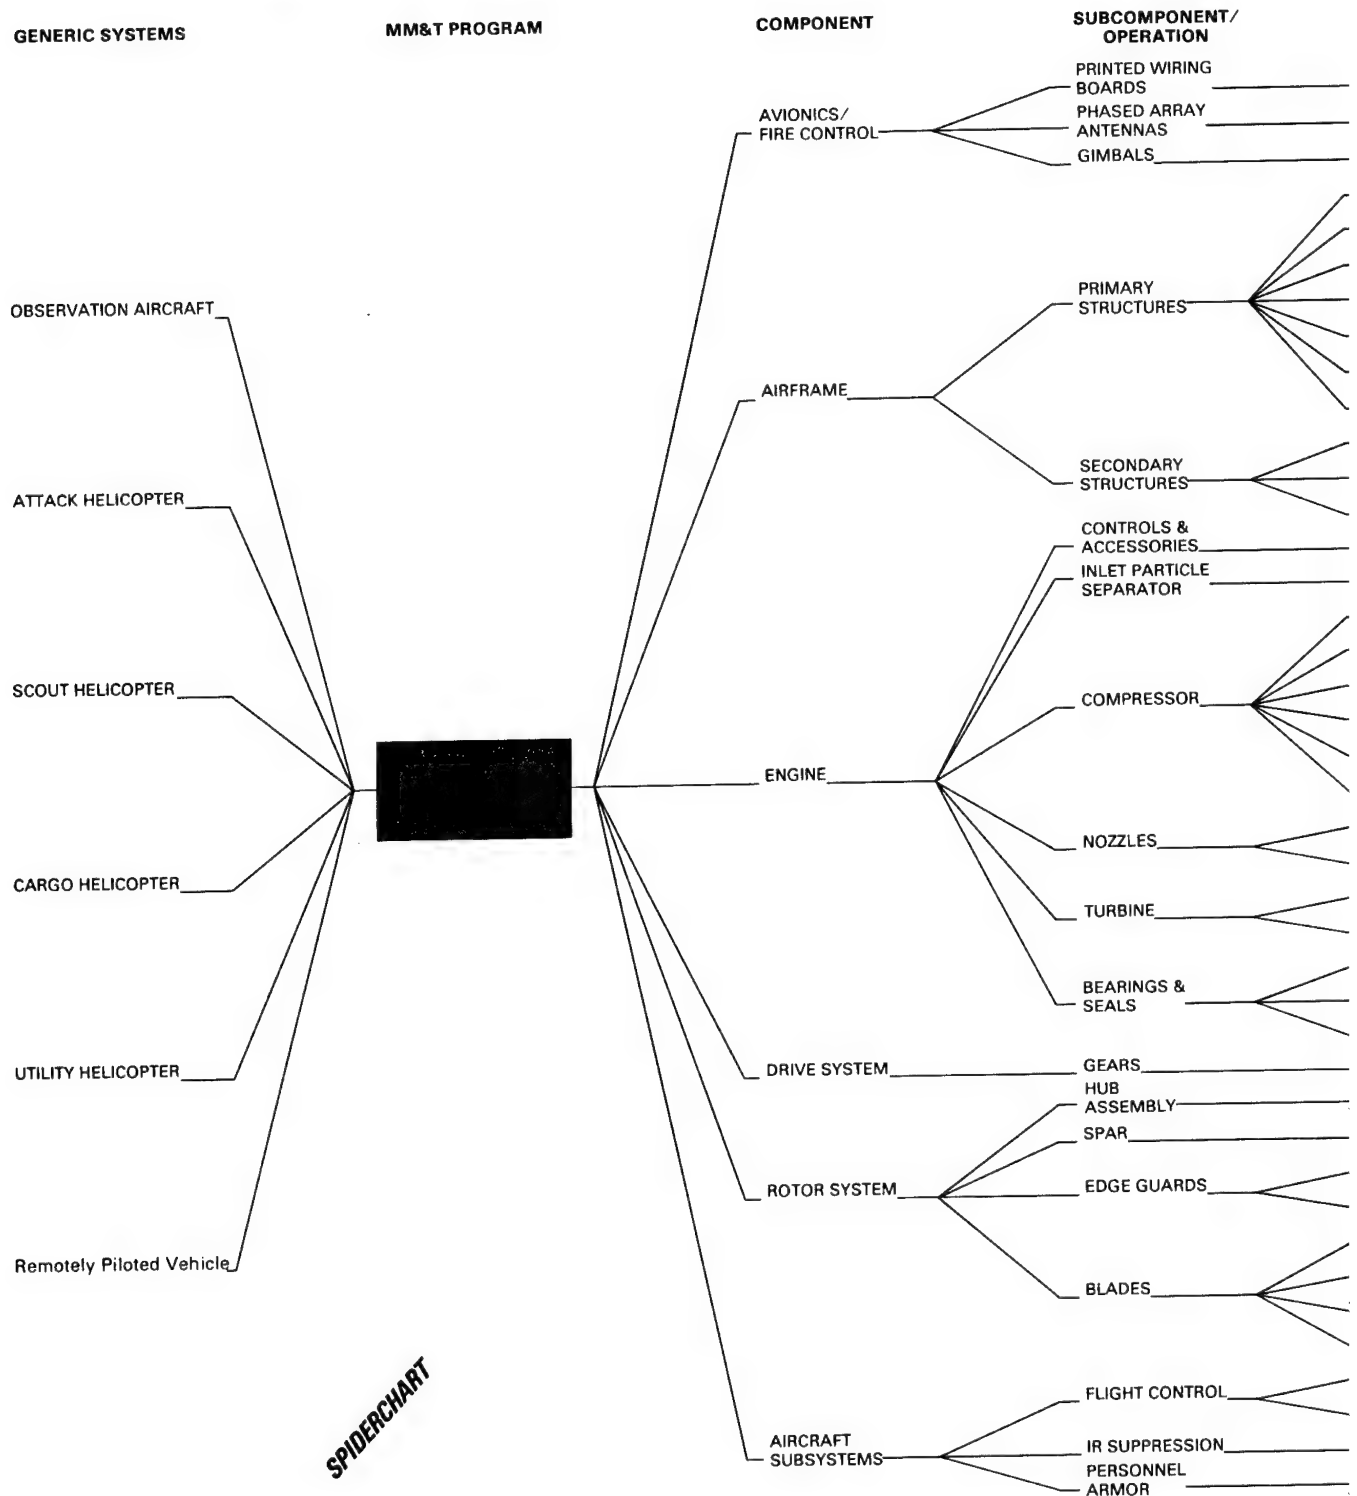 GENERIC SYSTEMS
MM&T PROGRAM
COMPONENT
SUBCOMPONENT/
OPERATION
OBSERVATION AIRCRAFT
ATTACK HELICOPTER
SCOUT HELICOPTER
CARGO HELICOPTER
UTILITY HELICOPTER
Remotely Piloted Vehicle
AVIONICS/
FIRE CONTROL
AIRFRAME
ENGINE
DRIVE SYSTEM
ROTOR SYSTEM
AIRCRAFT
SUBSYSTEMS
PRINTED WIRING
BOARDS
PHASED ARRAY
ANTENNAS
GIMBALS
PRIMARY
STRUCTURES
SECONDARY
STRUCTURES
CONTROLS &
ACCESSORIES
INLET PARTICLE
SEPARATOR
COMPRESSOR
NOZZLES
TURBINE
BEARINGS &
SEALS
GEARS
HUB
ASSEMBLY
SPAR
EDGE GUARDS
BLADES
FLIGHT CONTROL
IR SUPPRESSION
PERSONNEL
ARMOR
SPIDERCHART